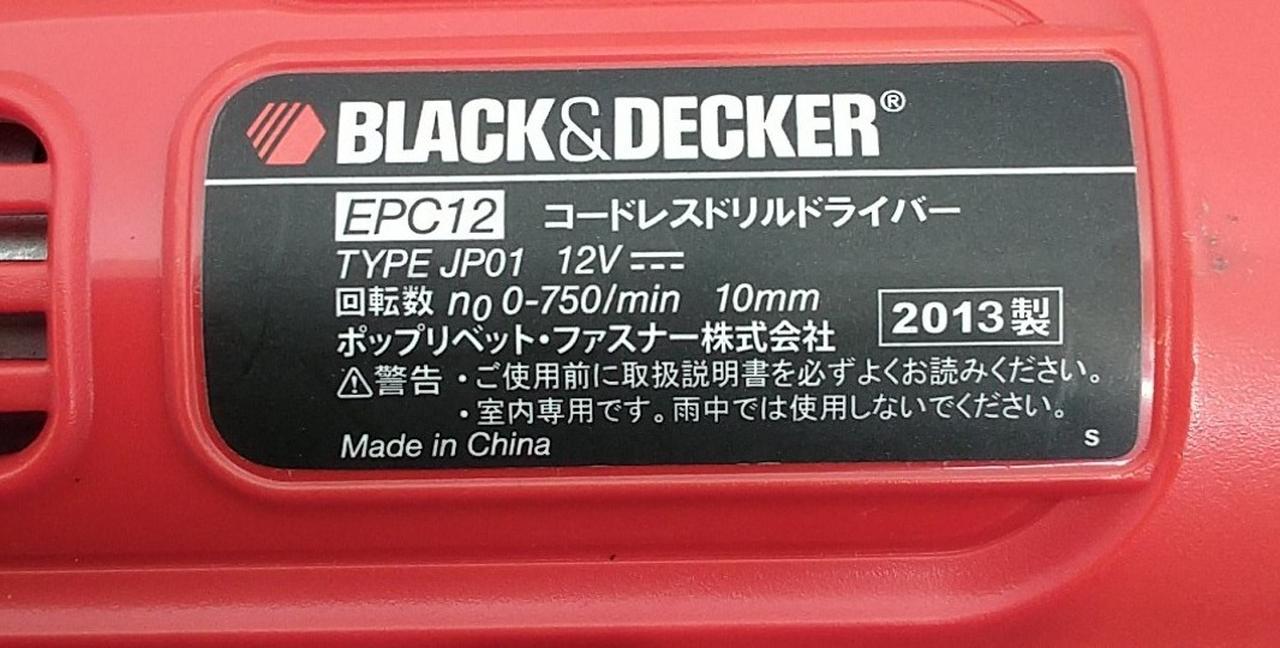 BLACK&DECKER®
EPC12 コードレスドリルドライバー
TYPE JP01 12V ⎓
回転数 n0 0-750/min 10mm
2013製
ポップリベット・ファスナー株式会社
⚠警告 ・ご使用前に取扱説明書を必ずよくお読みください。
・室内専用です。雨中では使用しないでください。
Made in China
S